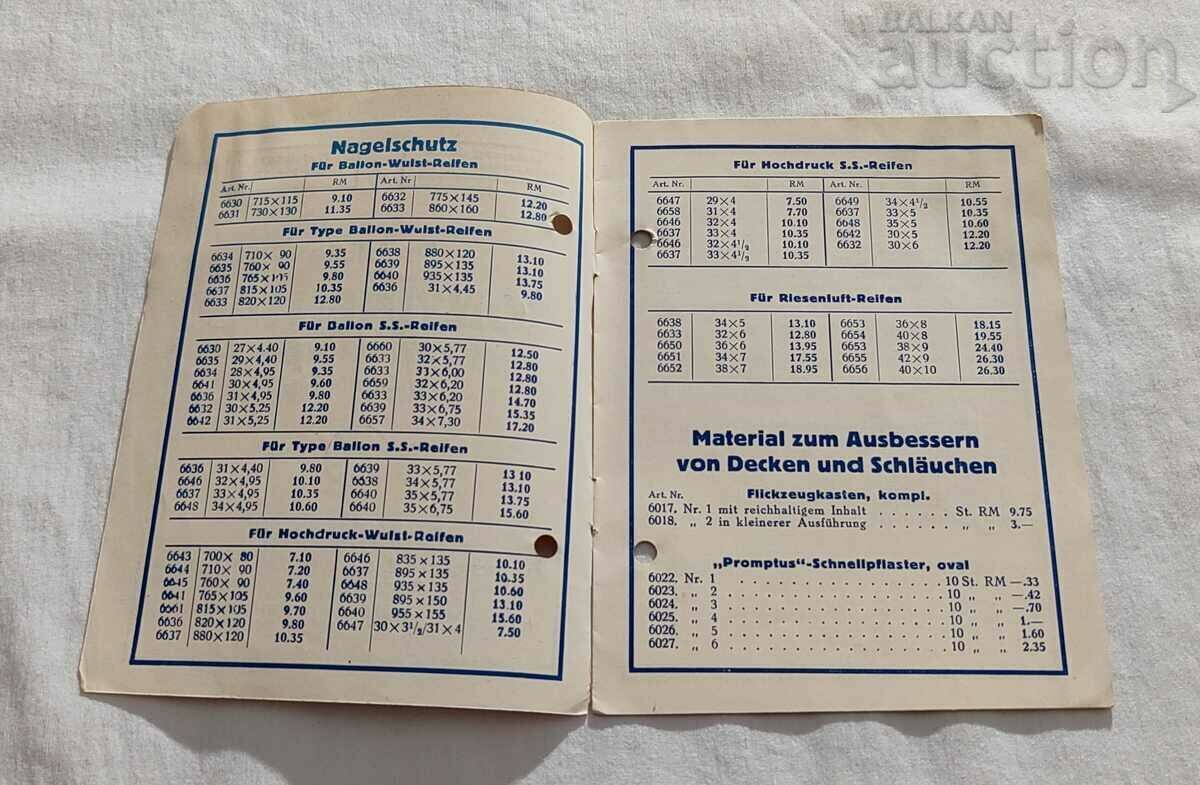 BALKAN
auction
Nagelschutz
Für Ballon-Wulst-Reifen
Art. Nr. RM Art. Nr RM
6630 715×115 9.10 6632 775×145 12.20
6631 730×130 11.35 6633 860×160 12.80
Für Type Ballon-Wulst-Reifen
6634 710× 90 9.35 6638 880×120 13.10
6635 760× 90 9.55 6639 895×135 13.10
6636 765×105 9.80 6640 935×135 13.75
6637 815×105 10.35 6636 31×4.45 9.80
6633 820×120 12.80
Für Ballon S.S.-Reifen
6630 27×4.40 9.10 6660 30×5,77 12.50
6635 29×4,40 9.55 6633 32×5,77 12.80
6634 28×4,95 9.35 6633 33×6,00 12.80
6641 30×4,95 9.60 6659 32×6,20 12.80
6636 31×4,95 9.80 6633 33×6,20 14.70
6632 30×5,25 12.20 6639 33×6,75 15.35
6642 31×5,25 12.20 6657 34×7,30 17.20
Für Type Ballon S.S.-Reifen
6636 31×4,40 9.80 6639 33×5,77 13 10
6646 32×4,95 10.10 6638 34×5,77 13.10
6637 33×4,95 10.35 6640 35×5,77 13.75
6648 34×4,95 10.60 6640 35×6,75 15.60
Für Hochdruck-Wulst-Reifen
6643 700× 80 7.10 6646 835×135 10.10
6644 710× 90 7.20 6637 895×135 10.35
6645 760× 90 7.40 6648 935×135 10.60
6641 765×105 9.60 6639 895×150 13.10
6661 815×105 9.70 6640 955×155 15.60
6636 820×120 9.80 6647 30×3½/31×4 7.50
6637 880×120 10.35
Für Hochdruck S.S.-Reifen
Art. Nr. RM Art. Nr. RM
6647 29×4 7.50 6649 34×4½ 10.55
6658 31×4 7.70 6637 33×5 10.35
6646 32×4 10.10 6648 35×5 10.60
6637 33×4 10.35 6642 30×5 12.20
6646 32×4½ 10.10 6632 30×6 12.20
6637 33×4½ 10.35
Für Riesenluft-Reifen
6638 34×5 13.10 6653 36×8 18.15
6633 32×6 12.80 6654 40×8 19.55
6650 36×6 13.95 6653 38×9 24.40
6651 34×7 17.55 6655 42×9 26.30
6652 38×7 18.95 6656 40×10 26.30
Material zum Ausbessern
von Decken und Schläuchen
Art. Nr. Flickzeugkasten, kompl.
6017. Nr. 1 mit reichhaltigem Inhalt . . . . . . St. RM 9.75
6018. „ 2 in kleinerer Ausführung . . . . . . „ „ 3.—
„Promptus"-Schnellpflaster, oval
6022. Nr. 1 . . . . . . . . . . . . . . . . 10 St. RM —.33
6023. „ 2 . . . . . . . . . . . . . . . . 10 „ „ —.42
6024. „ 3 . . . . . . . . . . . . . . . . 10 „ „ —.70
6025. „ 4 . . . . . . . . . . . . . . . . 10 „ „ 1.—
6026. „ 5 . . . . . . . . . . . . . . . . 10 „ „ 1.60
6027. „ 6 . . . . . . . . . . . . . . . . 10 „ „ 2.35